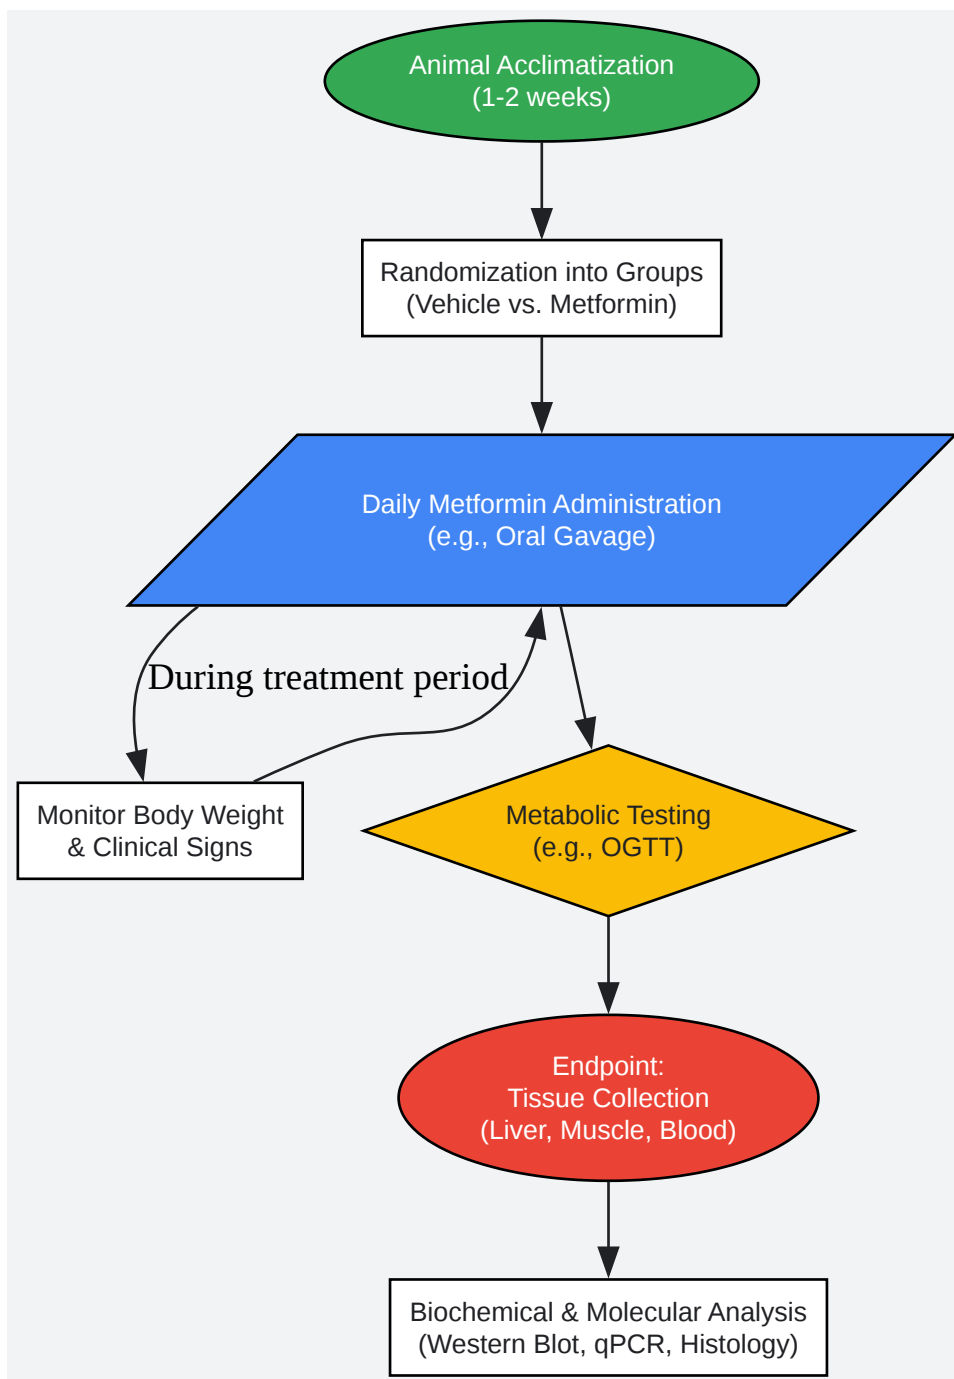 Animal Acclimatization
(1-2 weeks)
Randomization into Groups
(Vehicle vs. Metformin)
Daily Metformin Administration
(e.g., Oral Gavage)
During treatment period
Monitor Body Weight
& Clinical Signs
Metabolic Testing
(e.g., OGTT)
Endpoint:
Tissue Collection
(Liver, Muscle, Blood)
Biochemical & Molecular Analysis
(Western Blot, qPCR, Histology)